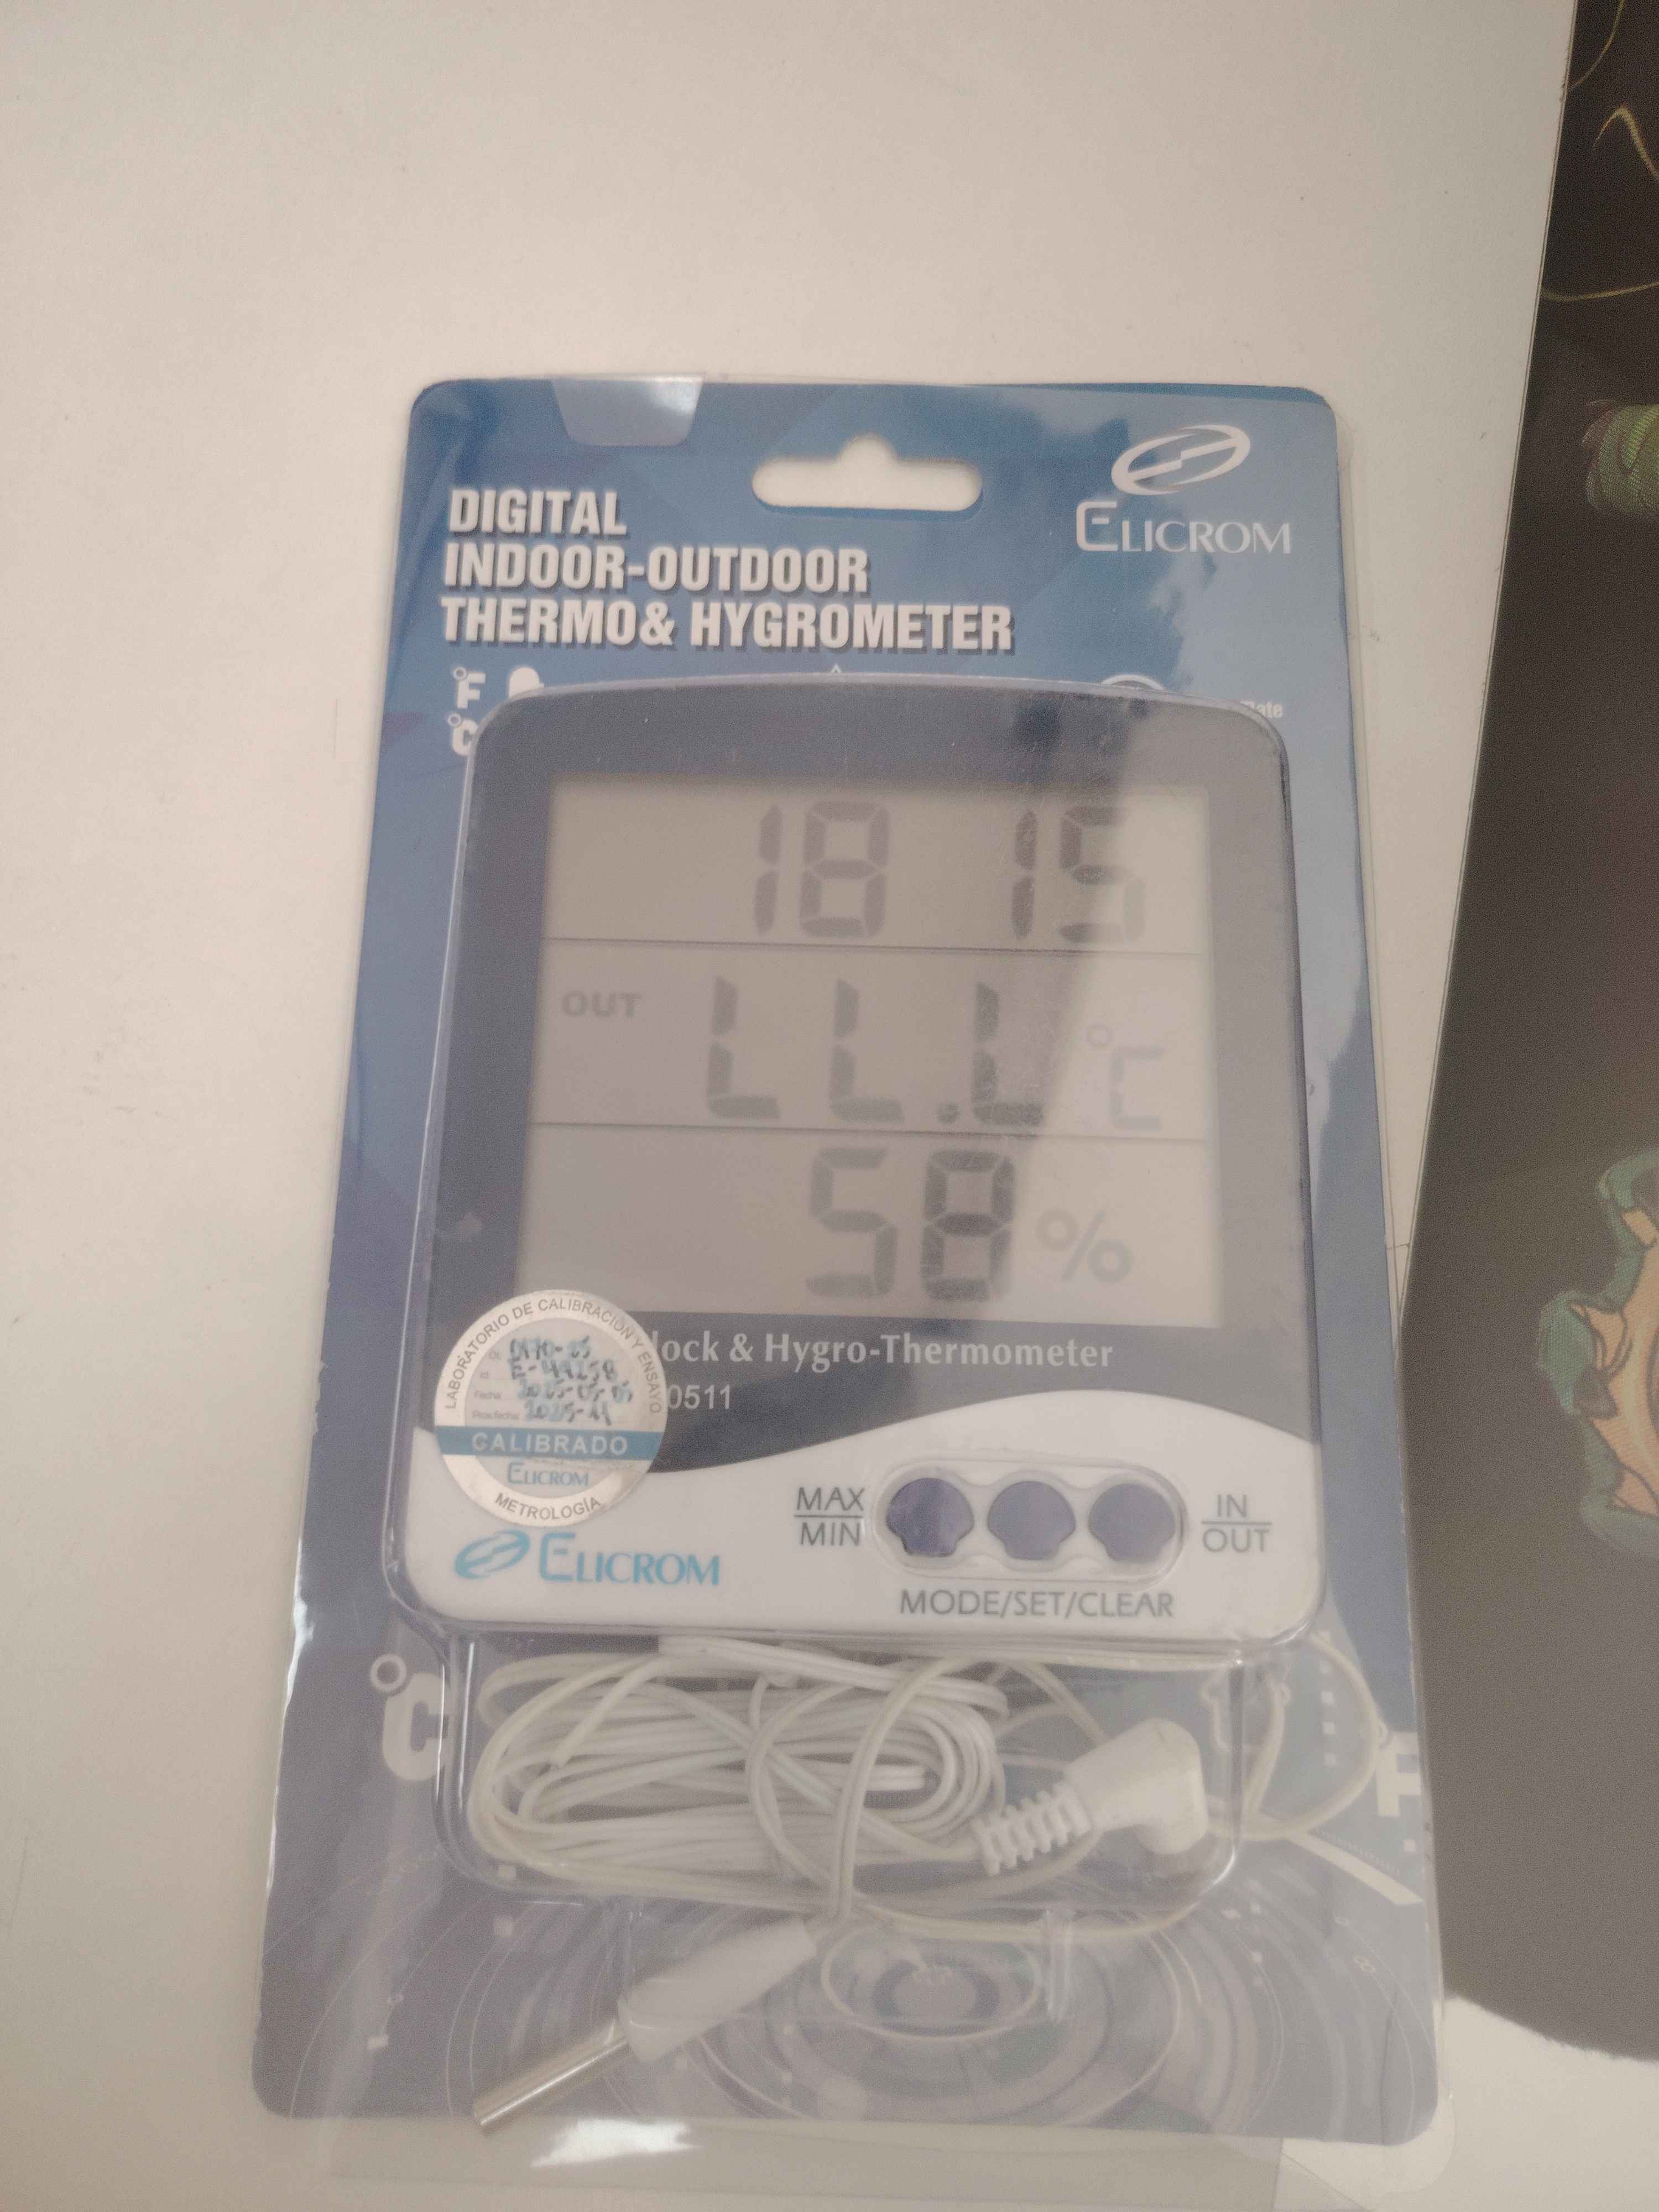 ELICROM
DIGITAL
INDOOR-OUTDOOR
THERMO& HYGROMETER
°F
°C
18 15
OUT LL.L °C
58 %
LABORATORIO DE CALIBRACIÓN Y ENSAYO
Fecha:
CALIBRADO
ELICROM
METROLOGÍA
& Hygro-Thermometer
ELICROM
MAX
MIN
IN
OUT
MODE/SET/CLEAR
°C